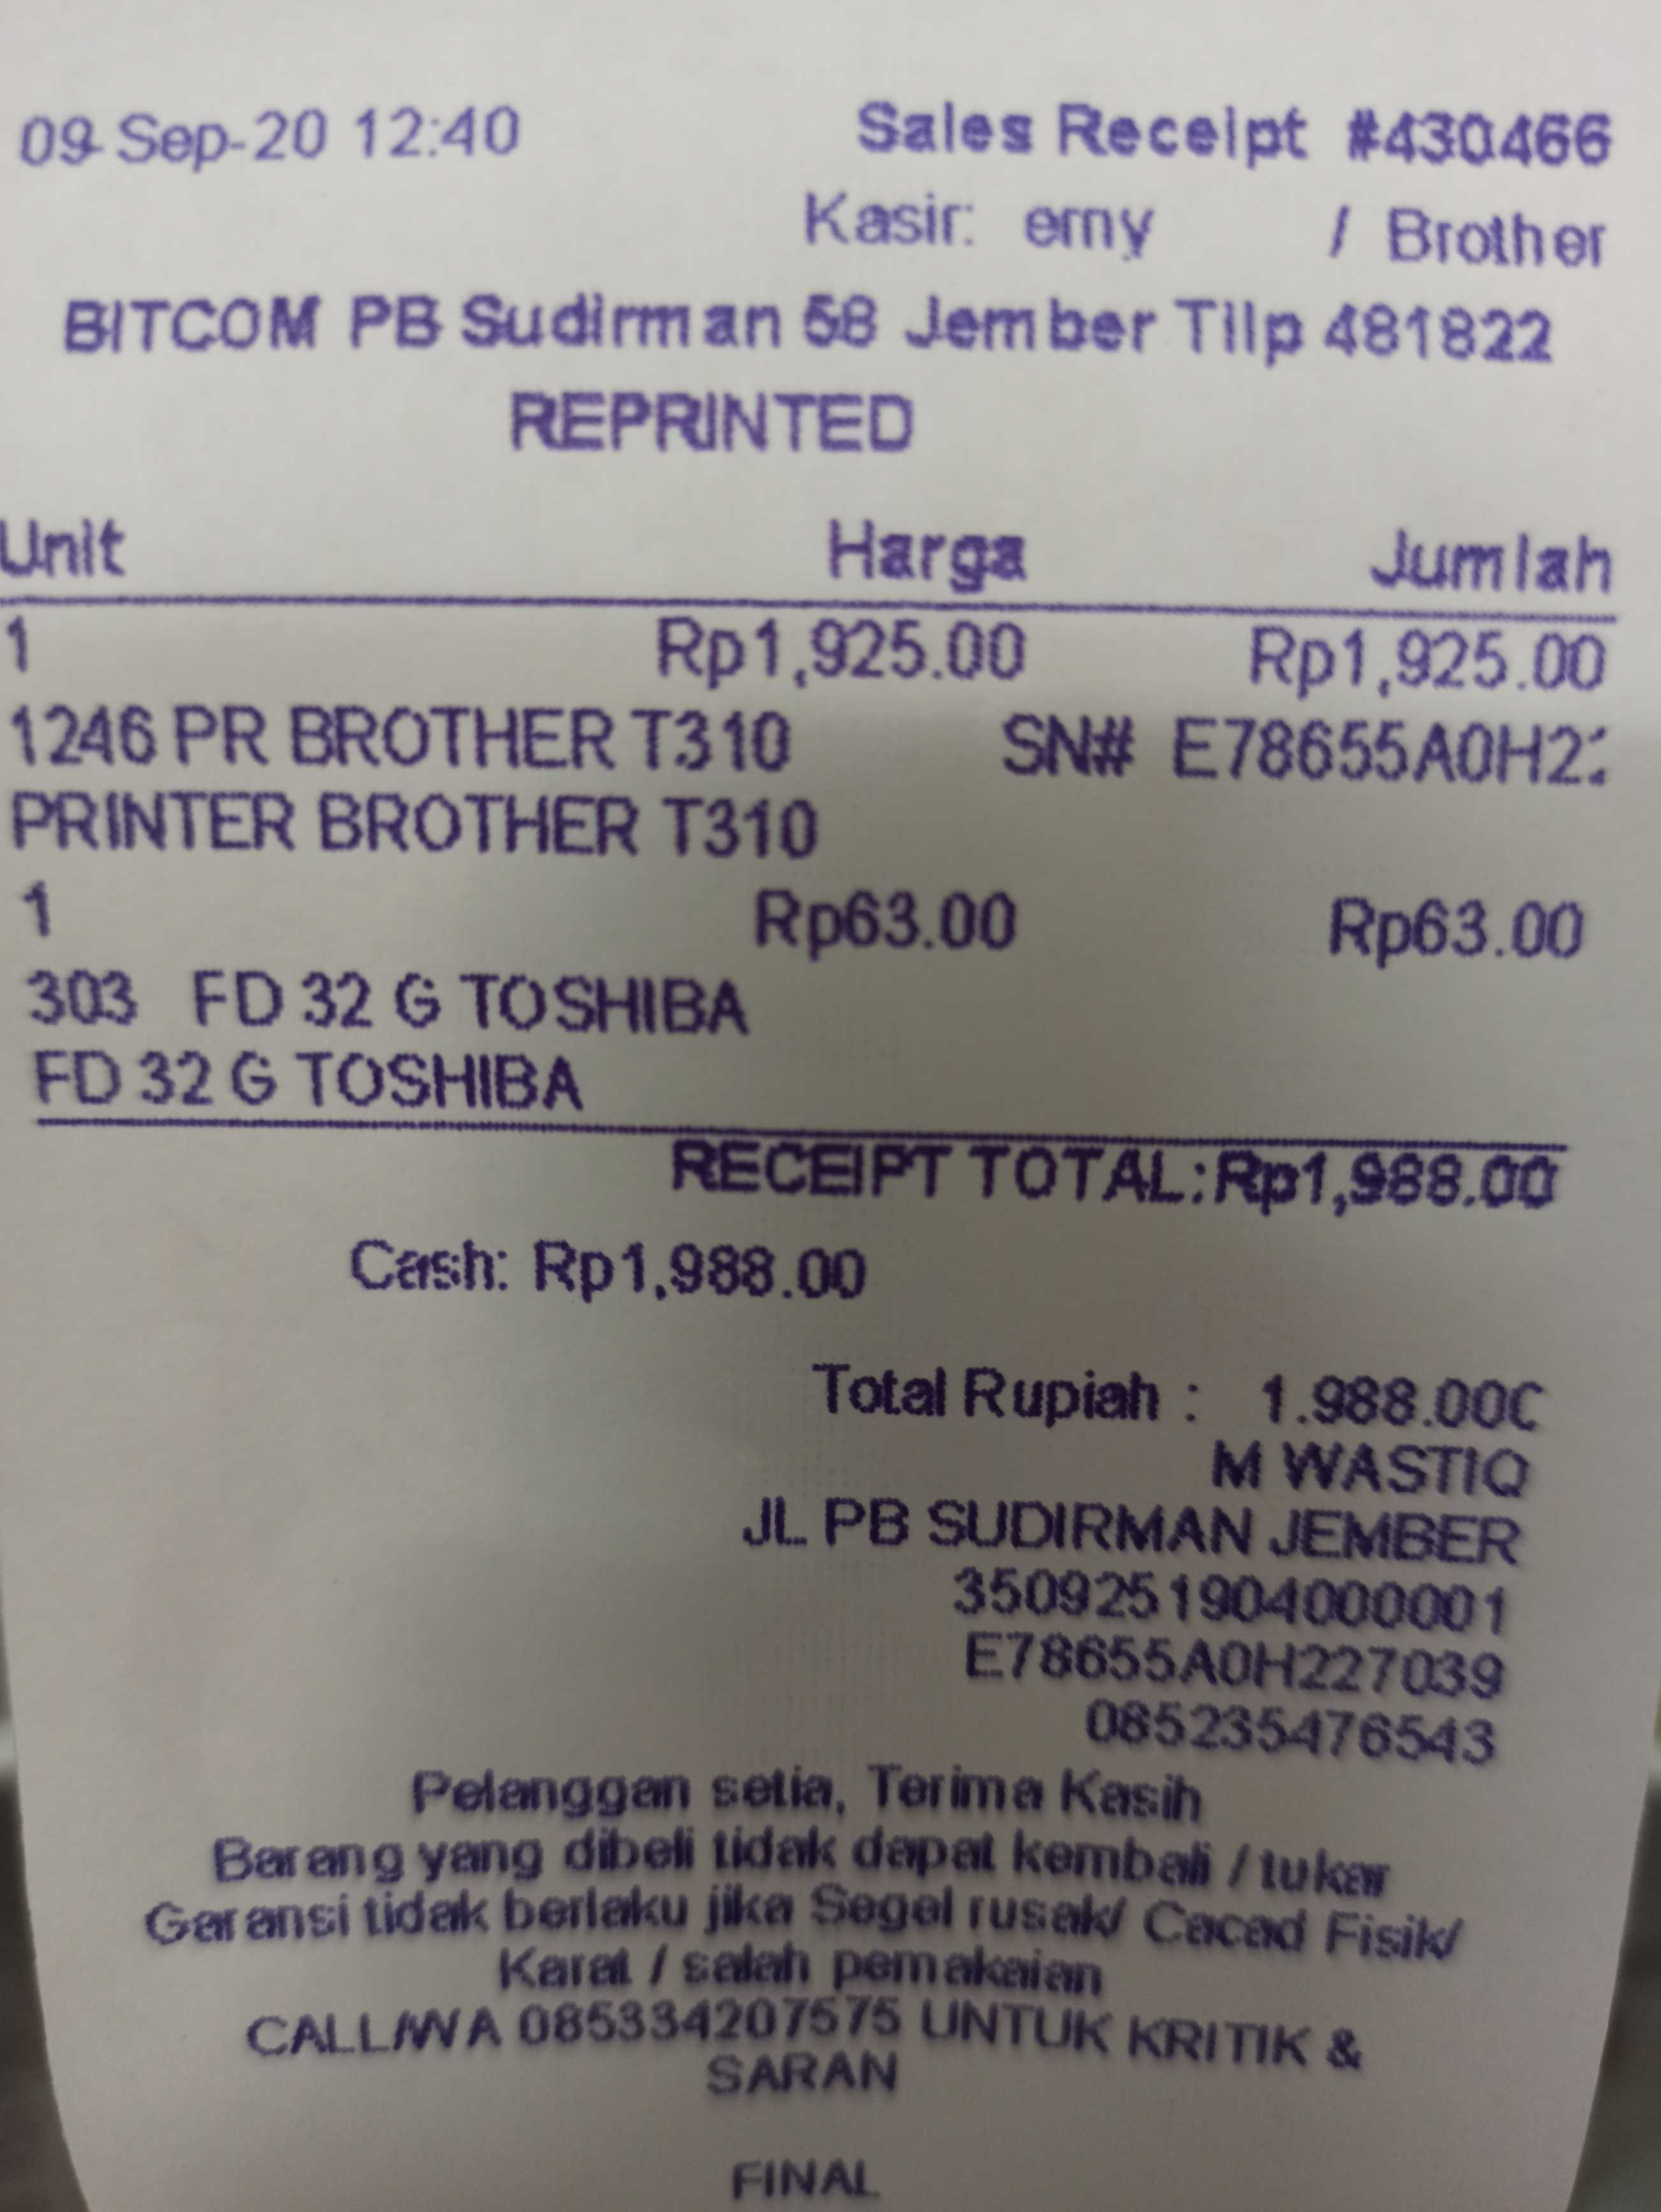 09-Sep-20 12:40 Sales Receipt #430466
Kasir: erny / Brother
BITCOM PB Sudirman 58 Jember Tilp 481822
REPRINTED
Unit Harga Jumlah
1 Rp1,925.00 Rp1,925.00
1246 PR BROTHER T310 SN# E78655A0H22
PRINTER BROTHER T310
1 Rp63.00 Rp63.00
303 FD 32 G TOSHIBA
FD 32 G TOSHIBA
RECEIPT TOTAL: Rp1,988.00
Cash: Rp1,988.00
Total Rupiah : 1.988.000
M WASTIQ
JL PB SUDIRMAN JEMBER
3509251904000001
E78655A0H227039
085235476543
Pelanggan setia, Terima Kasih
Barang yang dibeli tidak dapat kembali / tukar
Garansi tidak berlaku jika Segel rusak/ Cacad Fisik/
Karat / salah pemakaian
CALL/WA 085334207575 UNTUK KRITIK &
SARAN
FINAL